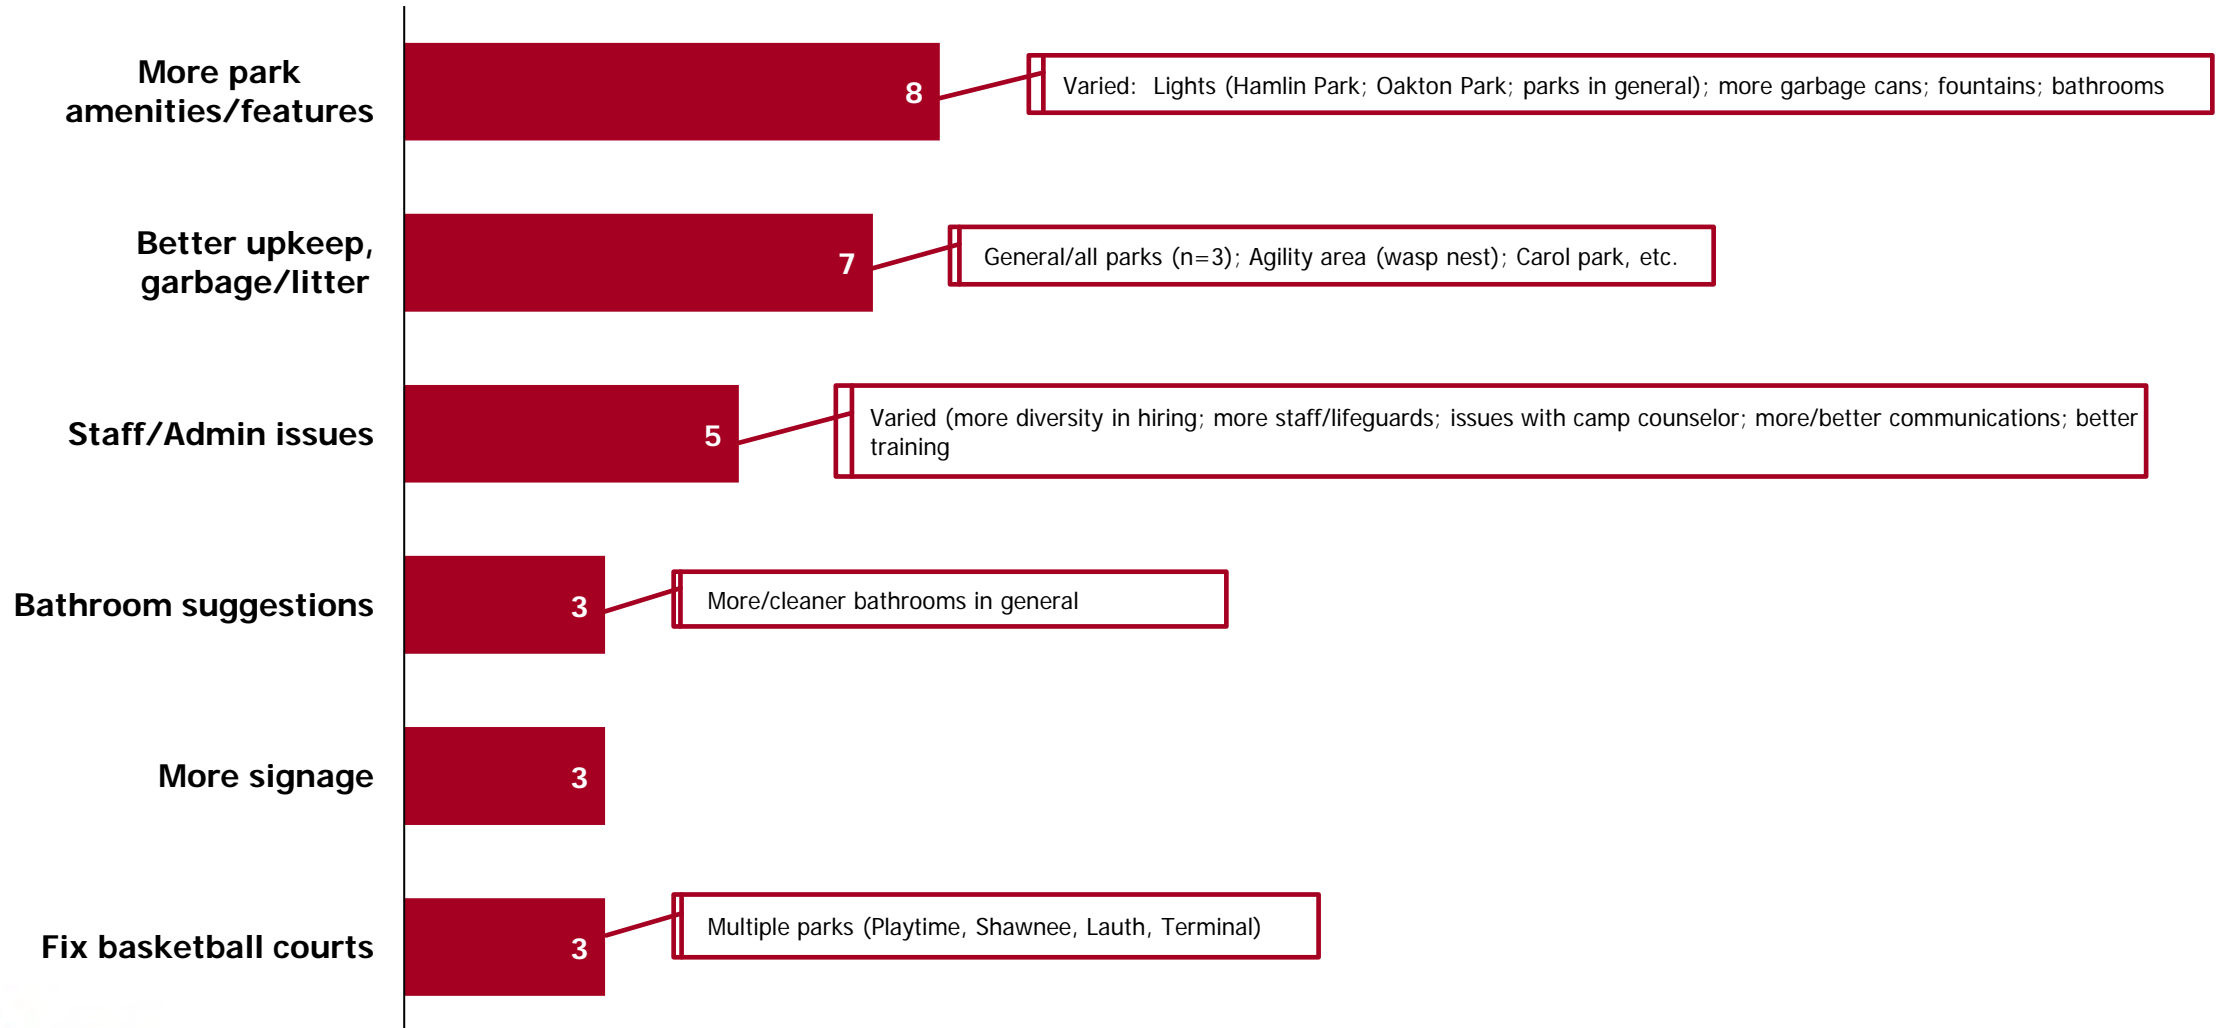 More park
amenities/features
8
Varied: Lights (Hamlin Park; Oakton Park; parks in general); more garbage cans; fountains; bathrooms
Better upkeep,
garbage/litter
7
General/all parks (n=3); Agility area (wasp nest); Carol park, etc.
Staff/Admin issues
5
Varied (more diversity in hiring; more staff/lifeguards; issues with camp counselor; more/better communications; better
training
Bathroom suggestions
3
More/cleaner bathrooms in general
More signage
3
Fix basketball courts
3
Multiple parks (Playtime, Shawnee, Lauth, Terminal)